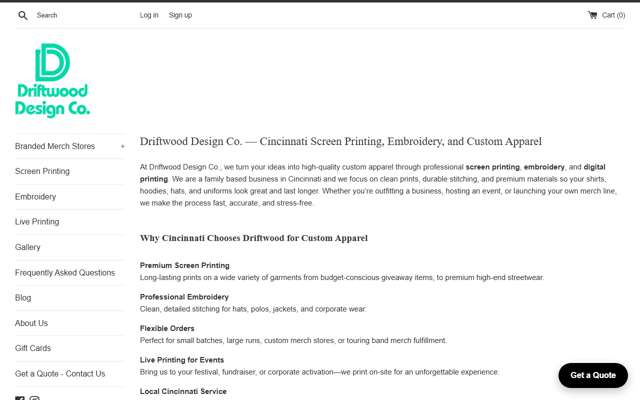 Search
Log in
Sign up
Cart (0)
Driftwood
Design Co.
Branded Merch Stores +
Screen Printing
Embroidery
Live Printing
Gallery
Frequently Asked Questions
Blog
About Us
Gift Cards
Get a Quote - Contact Us
Driftwood Design Co. — Cincinnati Screen Printing, Embroidery, and Custom Apparel
At Driftwood Design Co., we turn your ideas into high-quality custom apparel through professional screen printing, embroidery, and digital
printing. We are a family based business in Cincinnati and we focus on clean prints, durable stitching, and premium materials so your shirts,
hoodies, hats, and uniforms look great and last longer. Whether you're outfitting a business, hosting an event, or launching your own merch line,
we make the process fast, accurate, and stress-free.
Why Cincinnati Chooses Driftwood for Custom Apparel
Premium Screen Printing
Long-lasting prints on a wide variety of garments from budget-conscious giveaway items, to premium high-end streetwear.
Professional Embroidery
Clean, detailed stitching for hats, polos, jackets, and corporate wear.
Flexible Orders
Perfect for small batches, large runs, custom merch stores, or touring band merch fulfillment.
Live Printing for Events
Bring us to your festival, fundraiser, or corporate activation—we print on-site for an unforgettable experience.
Local Cincinnati Service
Get a Quote